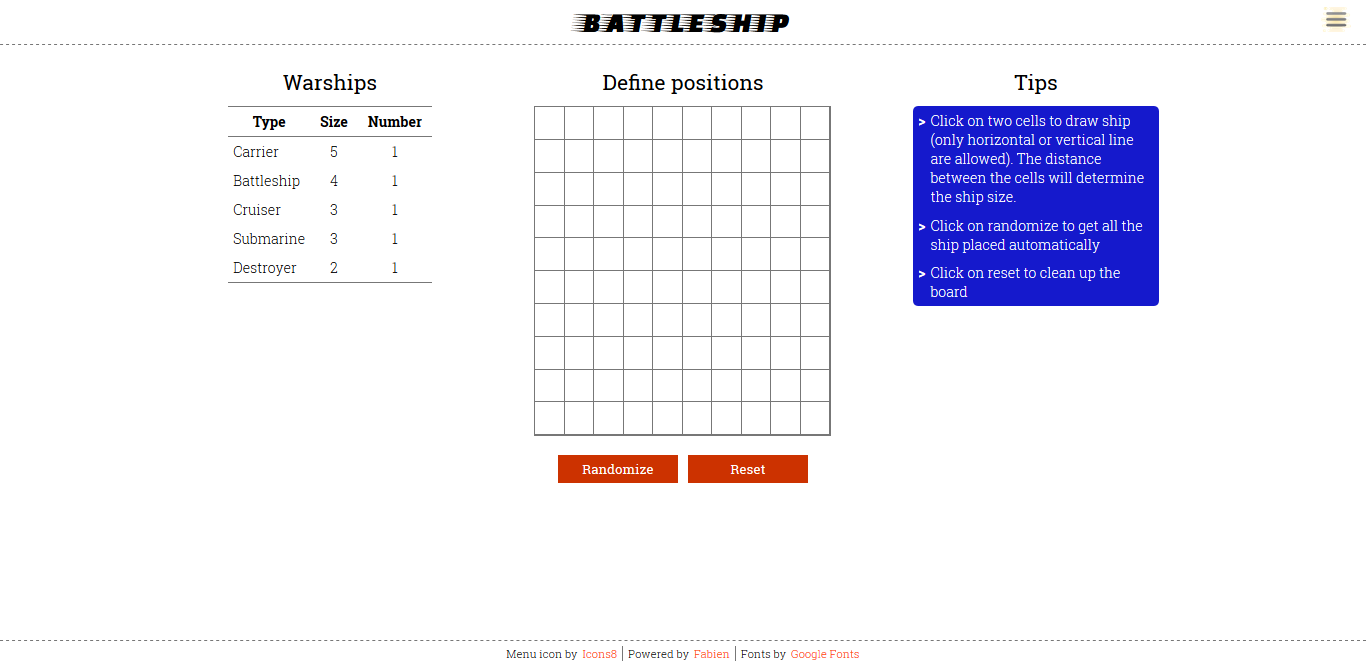 BATTLESHIP
Warships
Type Size Number
Carrier 5 1
Battleship 4 1
Cruiser 3 1
Submarine 3 1
Destroyer 2 1
Define positions
Randomize Reset
Tips
> Click on two cells to draw ship
(only horizontal or vertical line
are allowed). The distance
between the cells will determine
the ship size.
> Click on randomize to get all the
ship placed automatically
> Click on reset to clean up the
board
Menu icon by Icons8 | Powered by Fabien | Fonts by Google Fonts